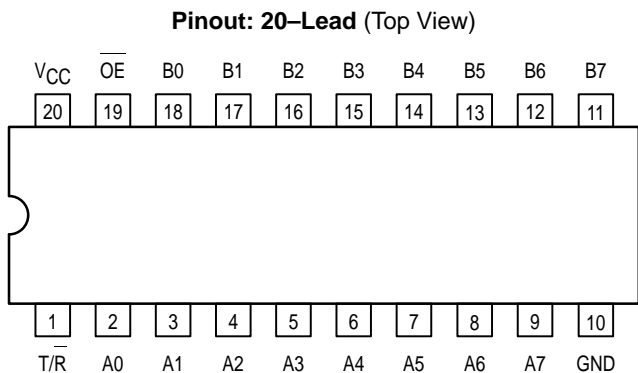 Pinout: 20–Lead (Top View)
V_CC O̅E̅ B0 B1 B2 B3 B4 B5 B6 B7
20 19 18 17 16 15 14 13 12 11
1 2 3 4 5 6 7 8 9 10
T/R̅ A0 A1 A2 A3 A4 A5 A6 A7 GND